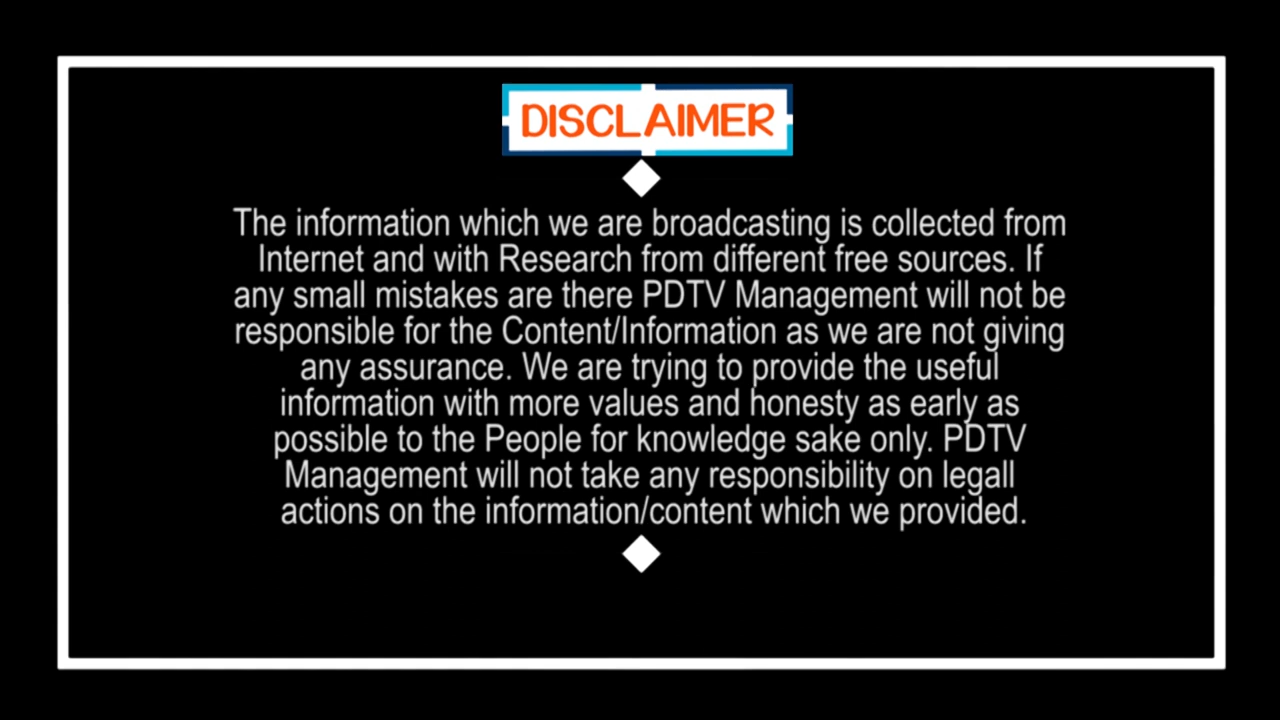 DISCLAIMER
The information which we are broadcasting is collected from
Internet and with Research from different free sources. If
any small mistakes are there PDTV Management will not be
responsible for the Content/Information as we are not giving
any assurance. We are trying to provide the useful
information with more values and honesty as early as
possible to the People for knowledge sake only. PDTV
Management will not take any responsibility on legall
actions on the information/content which we provided.